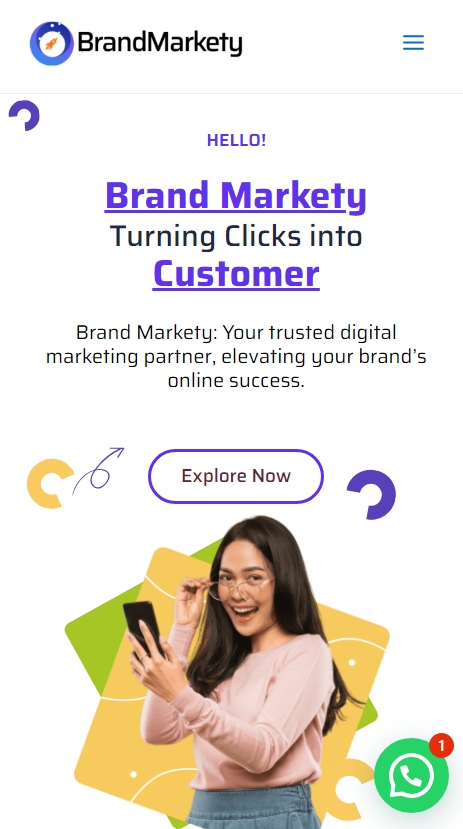 BrandMarkety
HELLO!
Brand Markety
Turning Clicks into
Customer
Brand Markety: Your trusted digital
marketing partner, elevating your brand’s
online success.
Explore Now
1